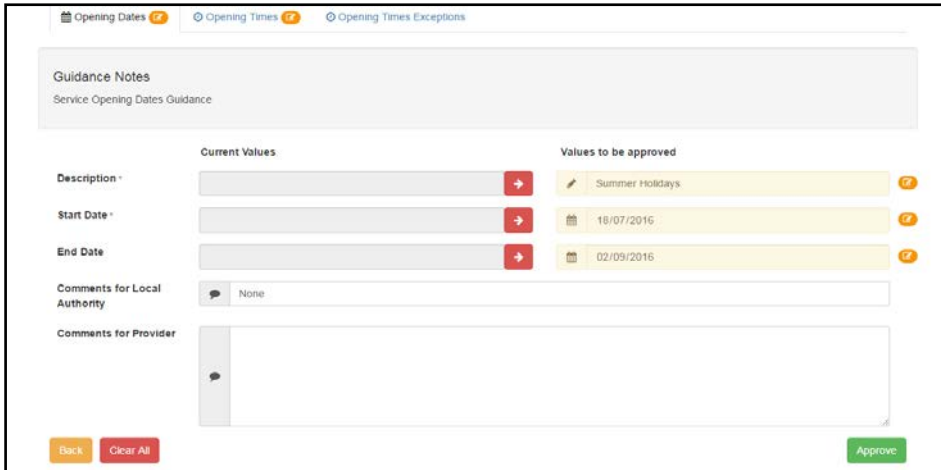 Opening Dates Opening Times Opening Times Exceptions
Guidance Notes
Service Opening Dates Guidance
Current Values Values to be approved
Description * Summer Holidays
Start Date * 18/07/2016
End Date 02/09/2016
Comments for Local
Authority
None
Comments for Provider
Back Clear All Approve